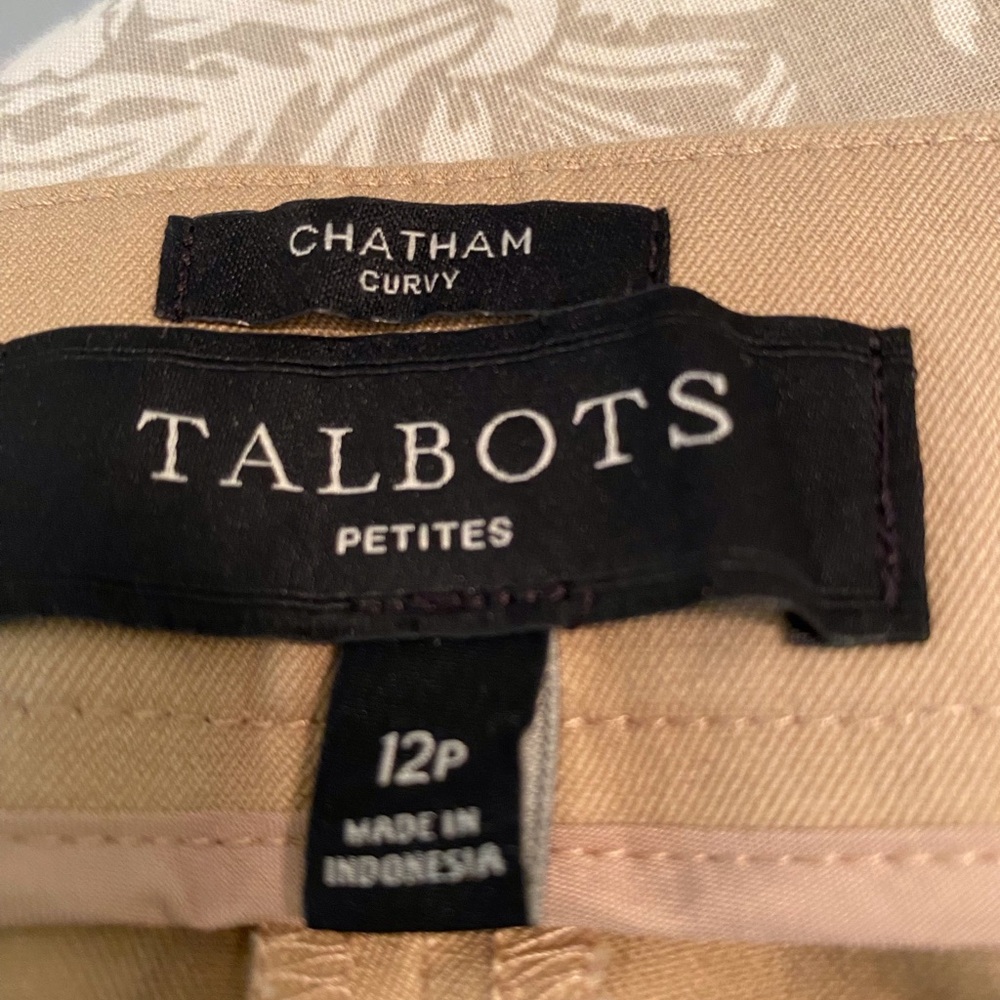 CHATHAM
CURVY
TALBOTS
PETITES
12P
MADE IN
INDONESIA